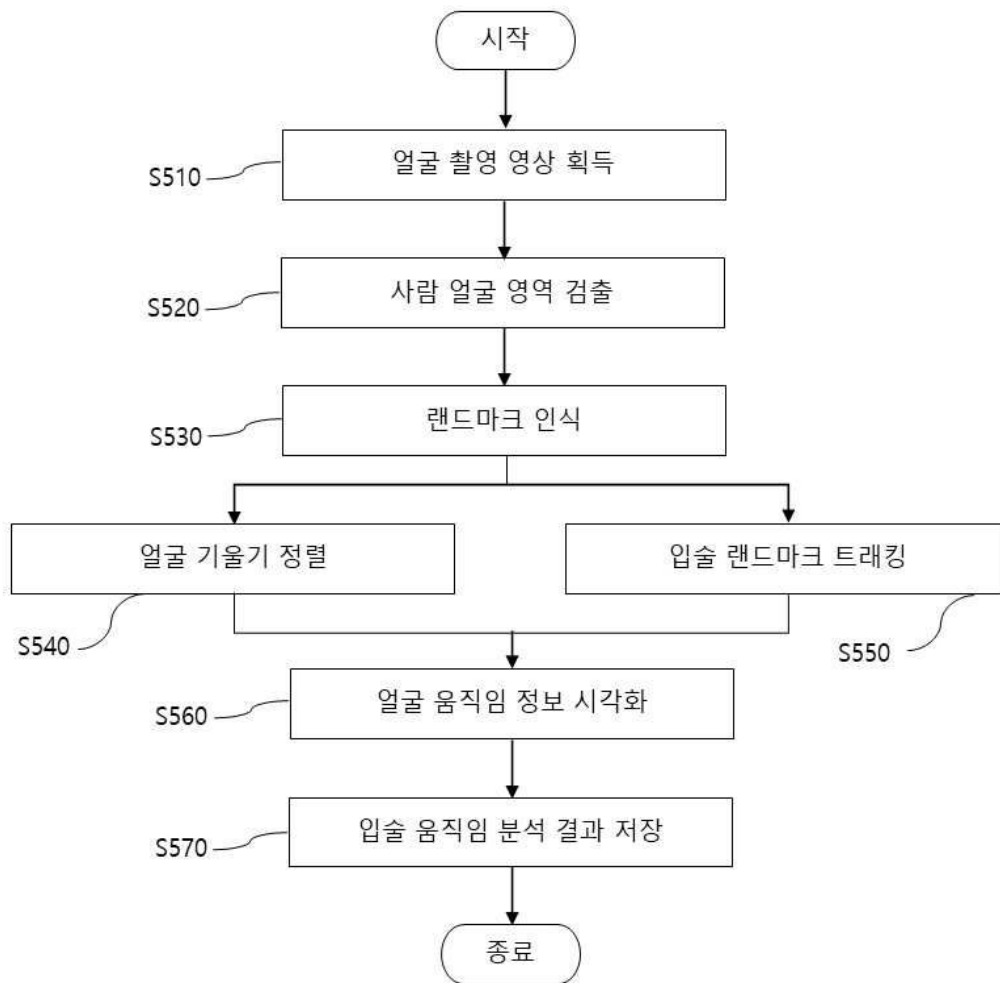 시작
얼굴 촬영 영상 획득
S510
사람 얼굴 영역 검출
S520
랜드마크 인식
S530
얼굴 기울기 정렬
입술 랜드마크 트래킹
S540
S550
얼굴 움직임 정보 시각화
S560
입술 움직임 분석 결과 저장
S570
종료